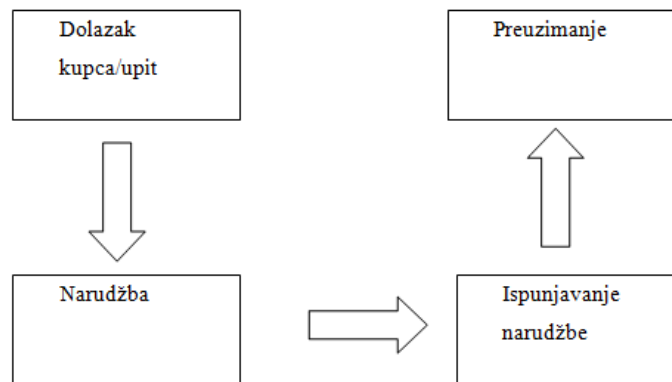 Dolazak
kupca/upit
Preuzimanje
Narudžba
Ispunjavanje
narudžbe